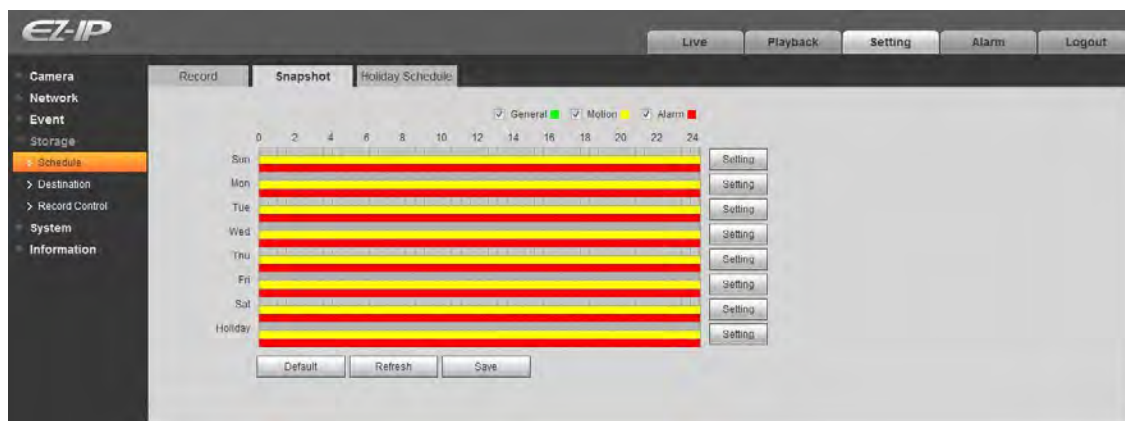 EZ-IP
Live Playback Setting Alarm Logout
Camera
Network
Event
Storage
Schedule
> Destination
> Record Control
System
Information
Record Snapshot Holiday Schedule
General Motion Alarm
0 2 4 6 8 10 12 14 16 18 20 22 24
Sun Setting
Mon Setting
Tue Setting
Wed Setting
Thu Setting
Fri Setting
Sat Setting
Holiday Setting
Default Refresh Save